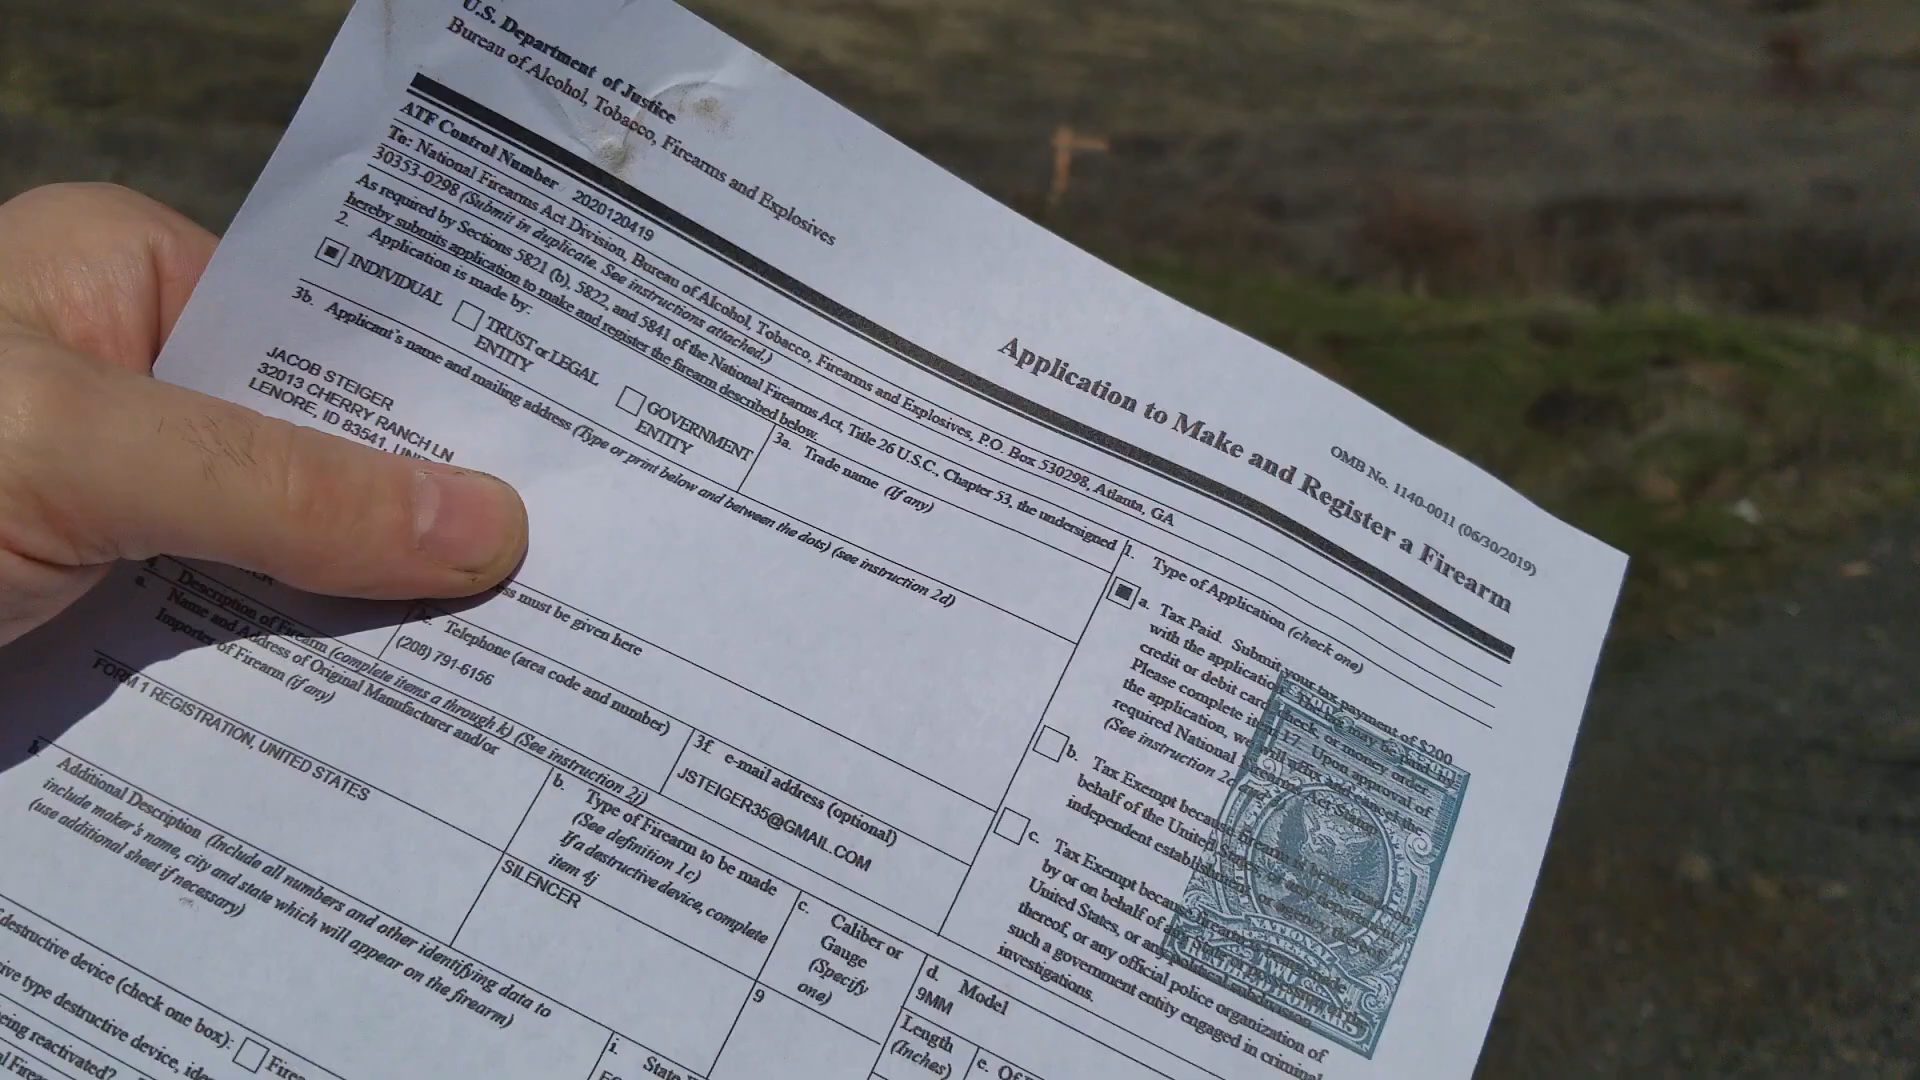 U.S. Department of Justice
Bureau of Alcohol, Tobacco, Firearms and Explosives
OMB No. 1140-0011 (06/30/2019)
Application to Make and Register a Firearm
ATF Control Number 2020120419
To: National Firearms Act Division, Bureau of Alcohol, Tobacco, Firearms and Explosives, P.O. Box 530298, Atlanta, GA
30353-0298 (Submit in duplicate. See instructions attached.)
As required by Sections 5821 (b), 5822, and 5841 of the National Firearms Act, Title 26 U.S.C., Chapter 53, the undersigned
hereby submits application to make and register the firearm described below.
2. Application is made by:
INDIVIDUAL
TRUST or LEGAL
ENTITY
GOVERNMENT
ENTITY
3a. Trade name (If any)
3b. Applicant's name and mailing address (Type or print below and between the dots) (see instruction 2d)
JACOB STEIGER
32013 CHERRY RANCH LN
LENORE, ID 83541,
must be given here
Telephone (area code and number)
(208) 791-6156
3f. e-mail address (optional)
JSTEIGER35@GMAIL.COM
1. Type of Application (check one)
a. Tax Paid. Submit your tax payment of $200
with the application. The tax may be paid by
credit or debit card, check, or money order
Please complete item 17. Upon approval of
the application, we will affix and cancel the
required National Firearms Act Stamp.
(See instruction 2c
b. Tax Exempt because firearm is being made on
behalf of the United States, or any department,
independent establishment, or agency thereof.
c. Tax Exempt because firearm is being made
by or on behalf of any State or possession of the
United States, or any political subdivision
thereof, or any official police organization of
such a government entity engaged in criminal
investigations.
4. Description of Firearm (complete items a through k) (See instruction 2j)
a. Name and Address of Original Manufacturer and/or
Importer of Firearm (if any)
FORM 1 REGISTRATION, UNITED STATES
b. Type of Firearm to be made
(See definition 1c)
If a destructive device, complete
item 4j
SILENCER
c. Caliber or
Gauge
(Specify
one)
9
d. Model
9MM
Length
(Inches)
e.
h. Additional Description (Include all numbers and other identifying data to
include maker's name, city and state which will appear on the firearm)
(use additional sheet if necessary)
i.
destructive device (check one box):
type destructive device,
being reactivated?